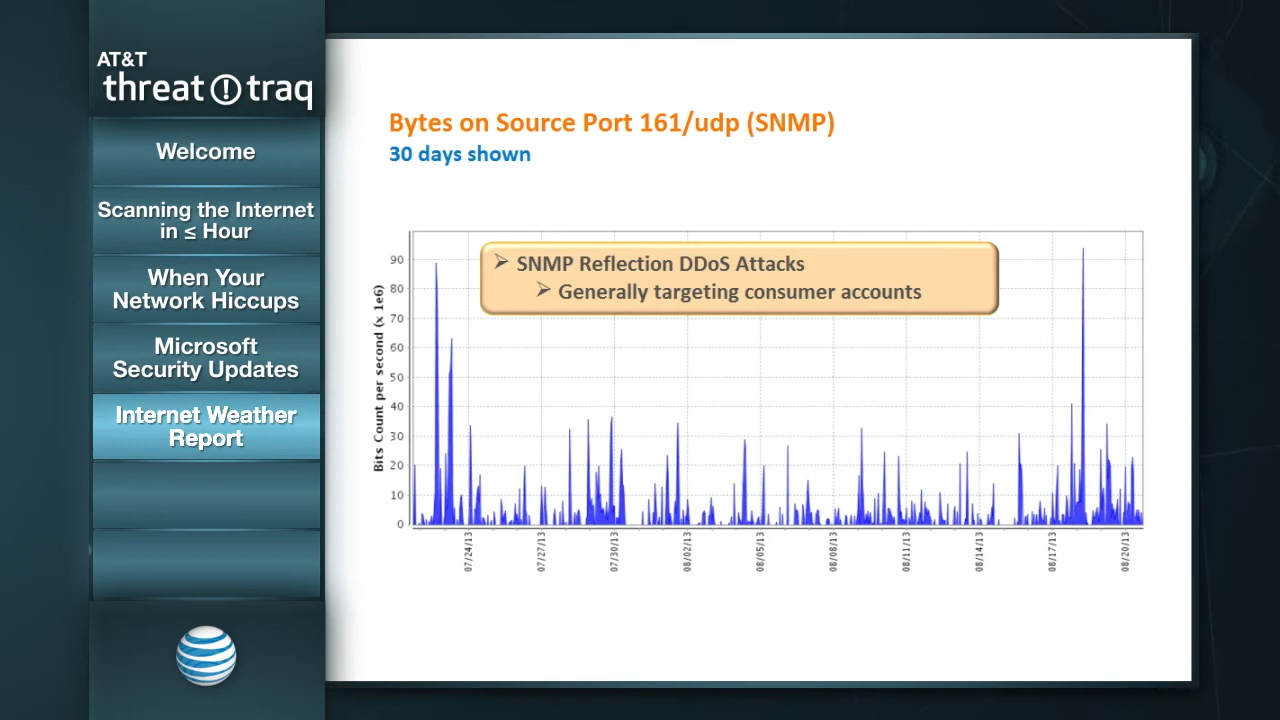 AT&T
threat!traq
Welcome
Scanning the Internet
in ≤ Hour
When Your
Network Hiccups
Microsoft
Security Updates
Internet Weather
Report
Bytes on Source Port 161/udp (SNMP)
30 days shown
➢ SNMP Reflection DDoS Attacks
➢ Generally targeting consumer accounts
Bits Count per second (x 1e6)
90
80
70
60
50
40
30
20
10
0
07/24/13
07/27/13
07/30/13
08/02/13
08/05/13
08/08/13
08/11/13
08/14/13
08/17/13
08/20/13